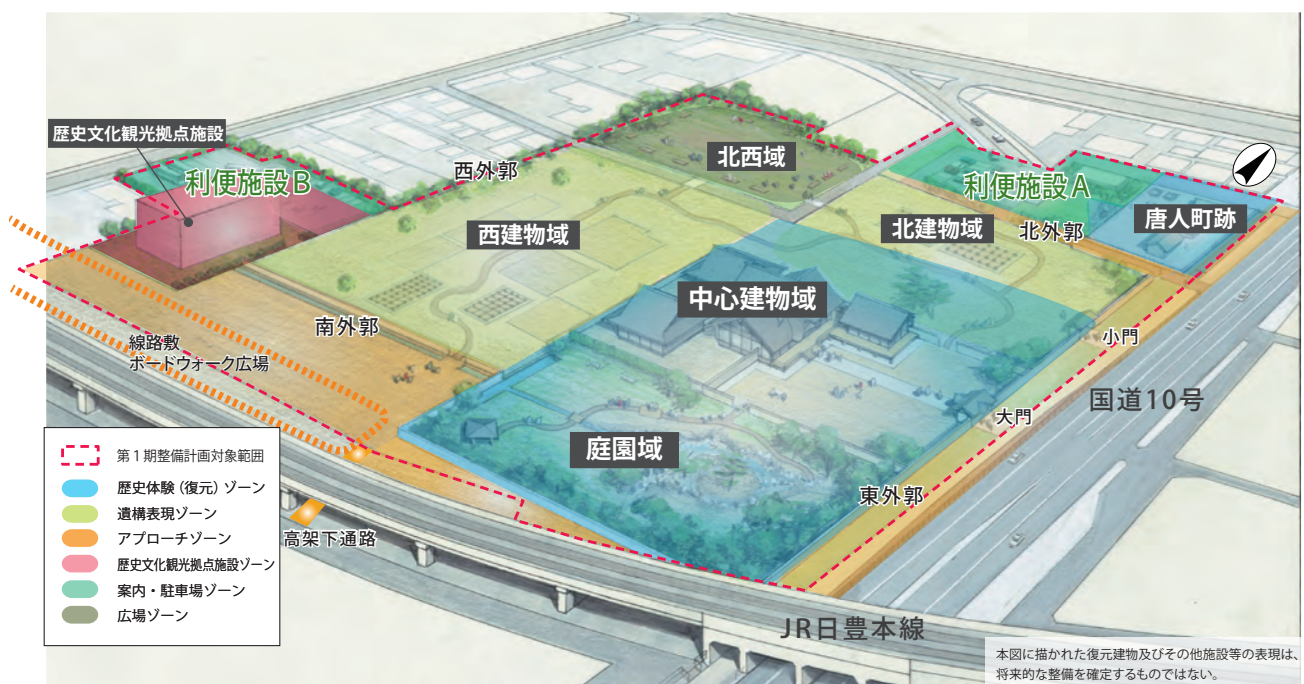 歴史文化観光拠点施設
利便施設B
西外郭
北西域
利便施設A
唐人町跡
北外郭
北建物域
西建物域
中心建物域
小門
国道10号
大門
南外郭
線路敷
ボードウォーク広場
庭園域
東外郭
高架下通路
JR日豊本線
第1期整備計画対象範囲
歴史体験(復元)ゾーン
遺構表現ゾーン
アプローチゾーン
歴史文化観光拠点施設ゾーン
案内・駐車場ゾーン
広場ゾーン
本図に描かれた復元建物及びその他施設等の表現は、
将来的な整備を確定するものではない。